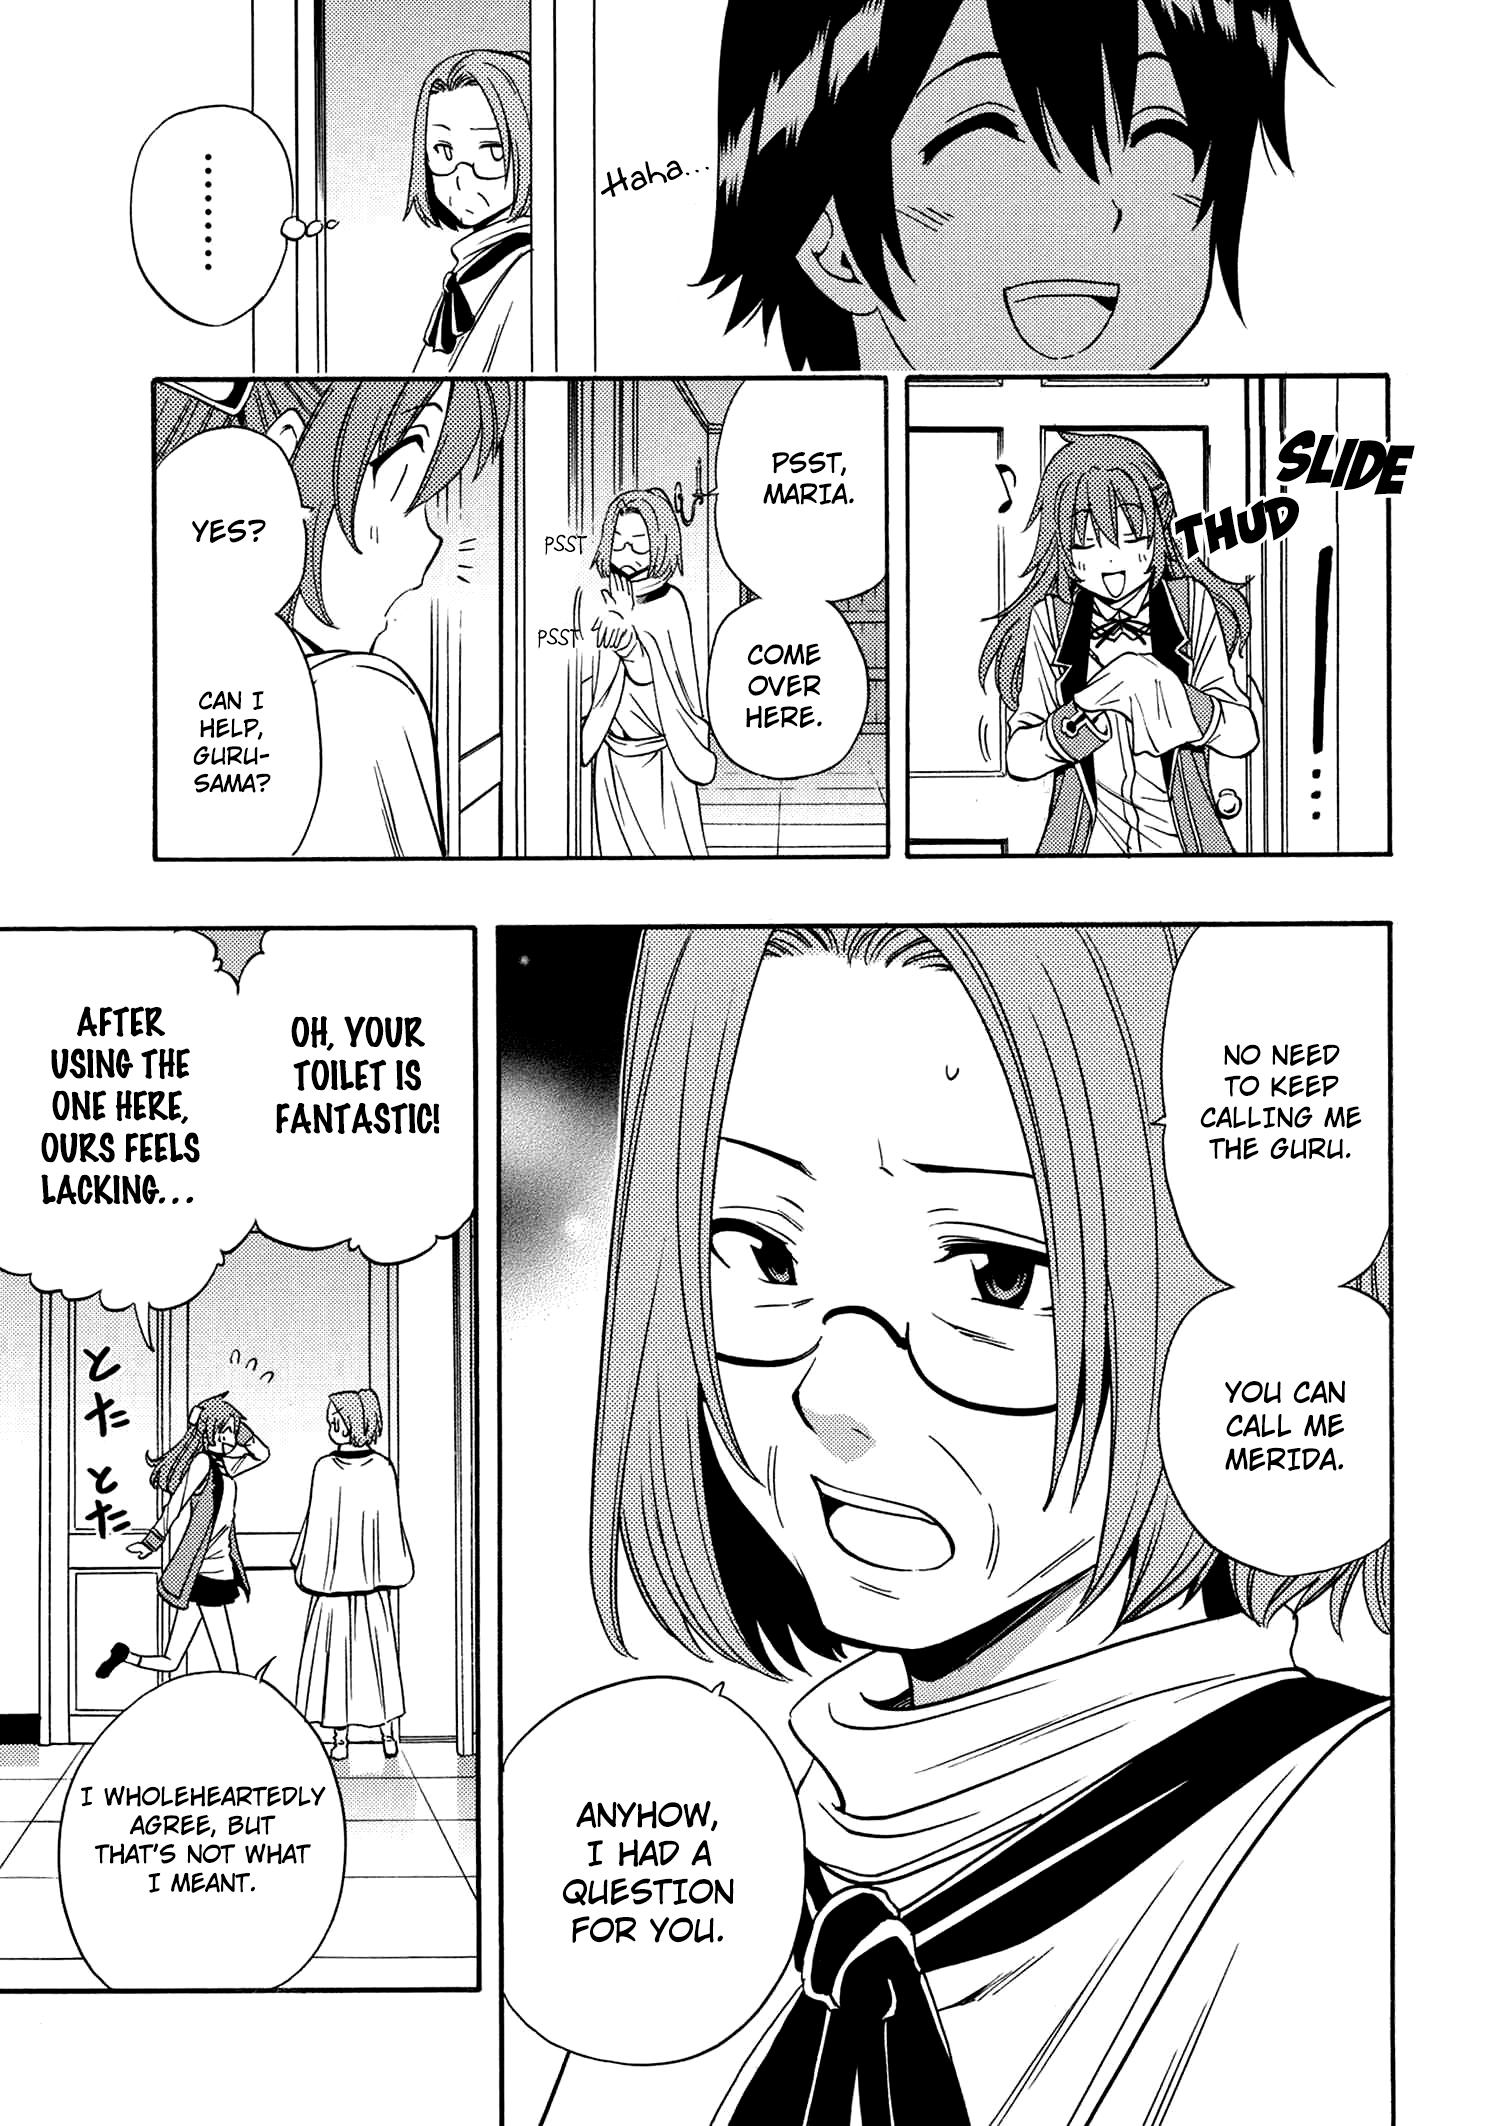 Haha...
.........
SLIDE
THUD
PSST,
MARIA.
COME
OVER
HERE.
PSST
PSST
YES?
CAN I
HELP,
GURU-
SAMA?
NO NEED
TO KEEP
CALLING ME
THE GURU.
YOU CAN
CALL ME
MERIDA.
ANYHOW,
I HAD A
QUESTION
FOR YOU.
OH, YOUR
TOILET IS
FANTASTIC!
AFTER
USING THE
ONE HERE,
OURS FEELS
LACKING...
とたた
とたた
I WHOLEHEARTEDLY
AGREE, BUT
THAT'S NOT WHAT
I MEANT.